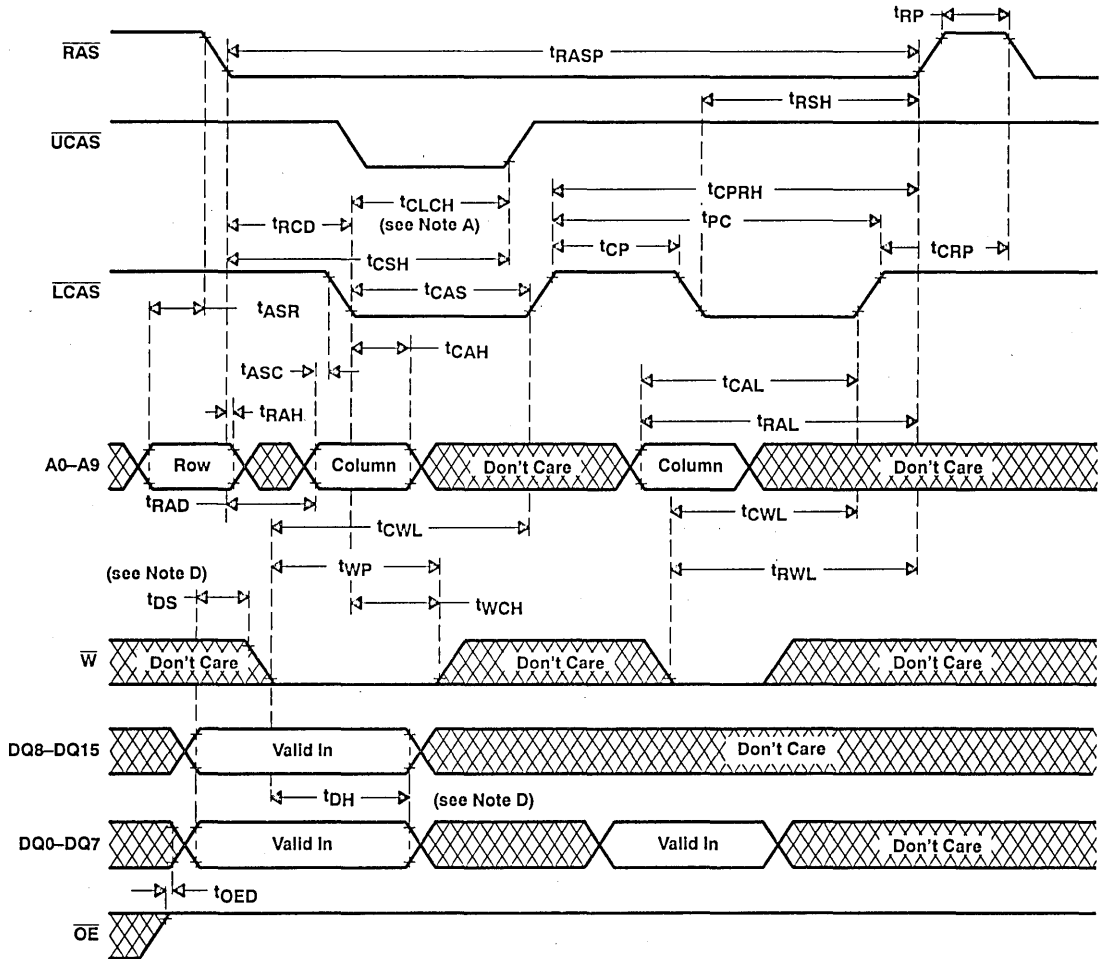 tRP
RAS
tRASP
tRSH
UCAS
tCPRH
tCLCH
tRCD
(see Note A)
tPC
tCP
tCRP
tCSH
LCAS
tCAS
tASR
tCAH
tASC
tCAL
tRAH
tRAL
A0–A9
Row
Column
Don't Care
Column
Don't Care
tRAD
tCWL
tCWL
tWP
tRWL
(see Note D)
tDS
tWCH
W
Don't Care
Don't Care
Don't Care
DQ8–DQ15
Valid In
Don't Care
tDH
(see Note D)
DQ0–DQ7
Valid In
Valid In
Don't Care
tOED
OE